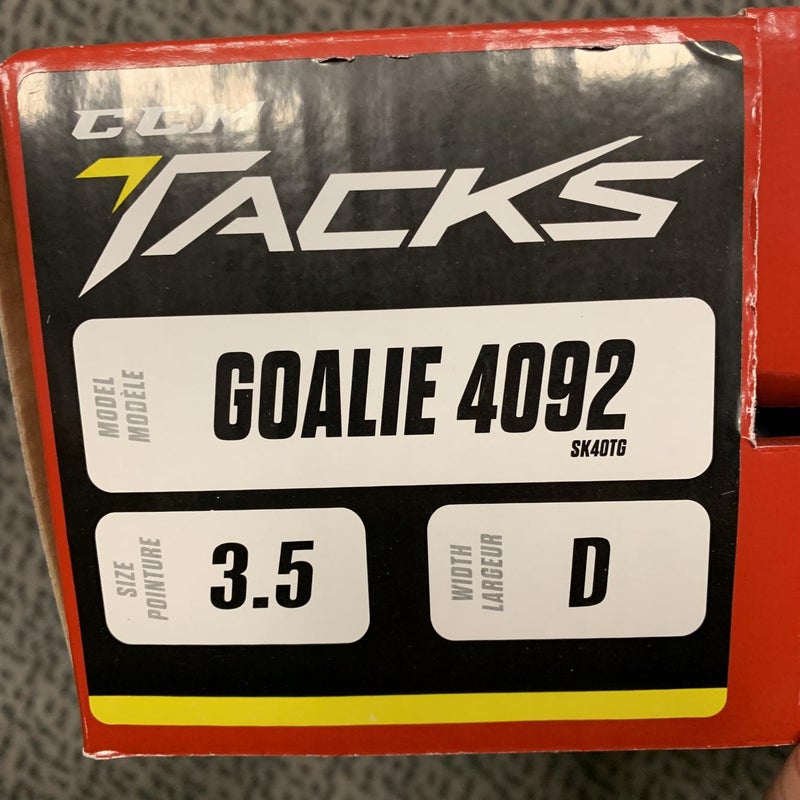 CCM
TACKS
MODEL
MODÈLE
GOALIE 4092
SK40TG
SIZE
POINTURE
3.5
WIDTH
LARGEUR
D